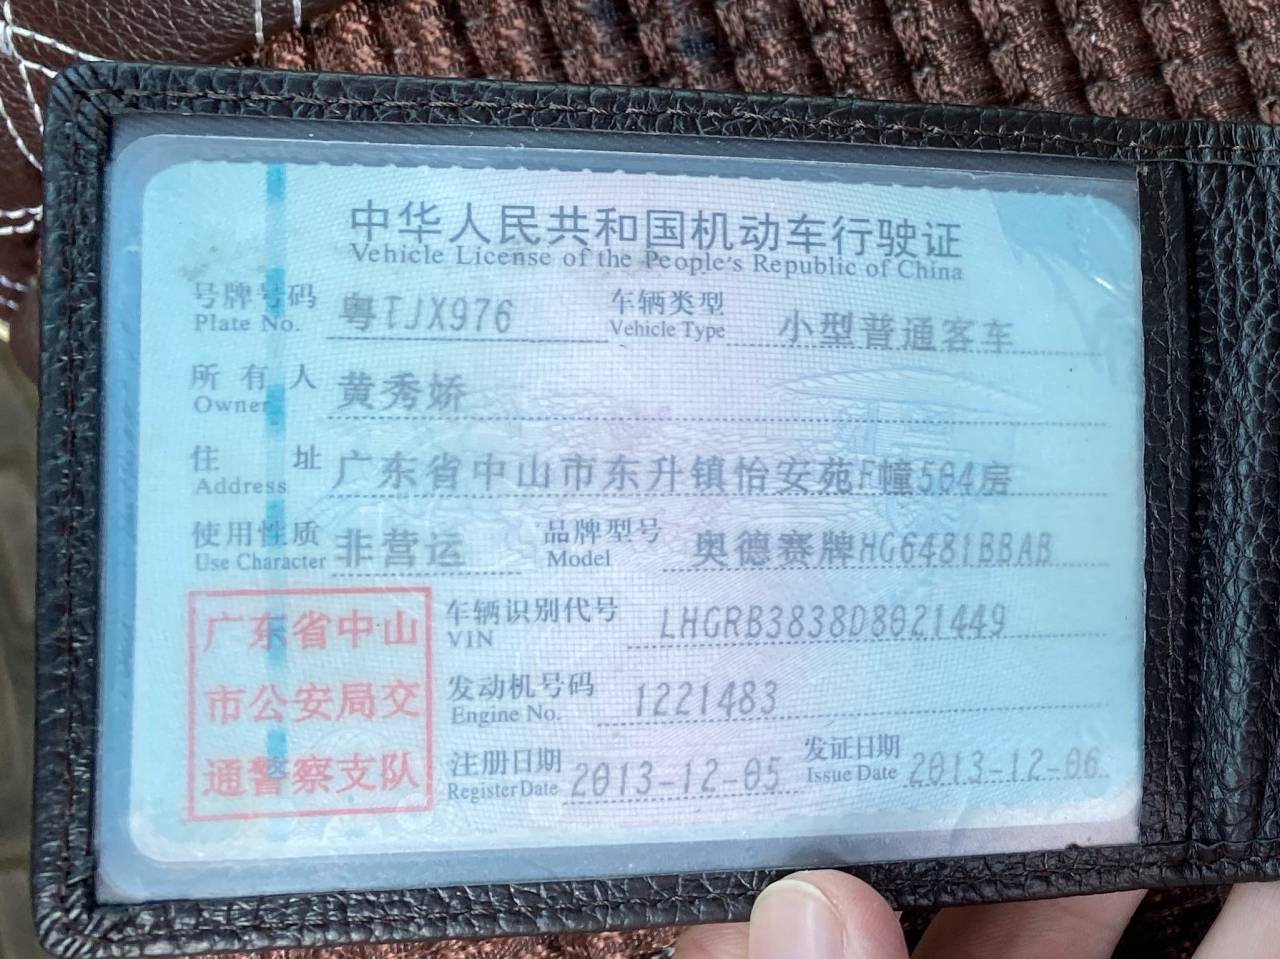 中华人民共和国机动车行驶证
Vehicle License of the People's Republic of China
号牌号码 粤TJX976 车辆类型 小型普通客车
Plate No. Vehicle Type
所有人 黄秀娇
Owner
住址 广东省中山市东升镇怡安苑F幢504房
Address
使用性质 非营运 品牌型号 奥德赛牌HG6481BBAB
Use Character Model
广东省中山
市公安局交
通警察支队
车辆识别代号 LHGRB3838D8021449
VIN
发动机号码 1221483
Engine No.
注册日期 2013-12-05 发证日期 2013-12-06
Register Date Issue Date